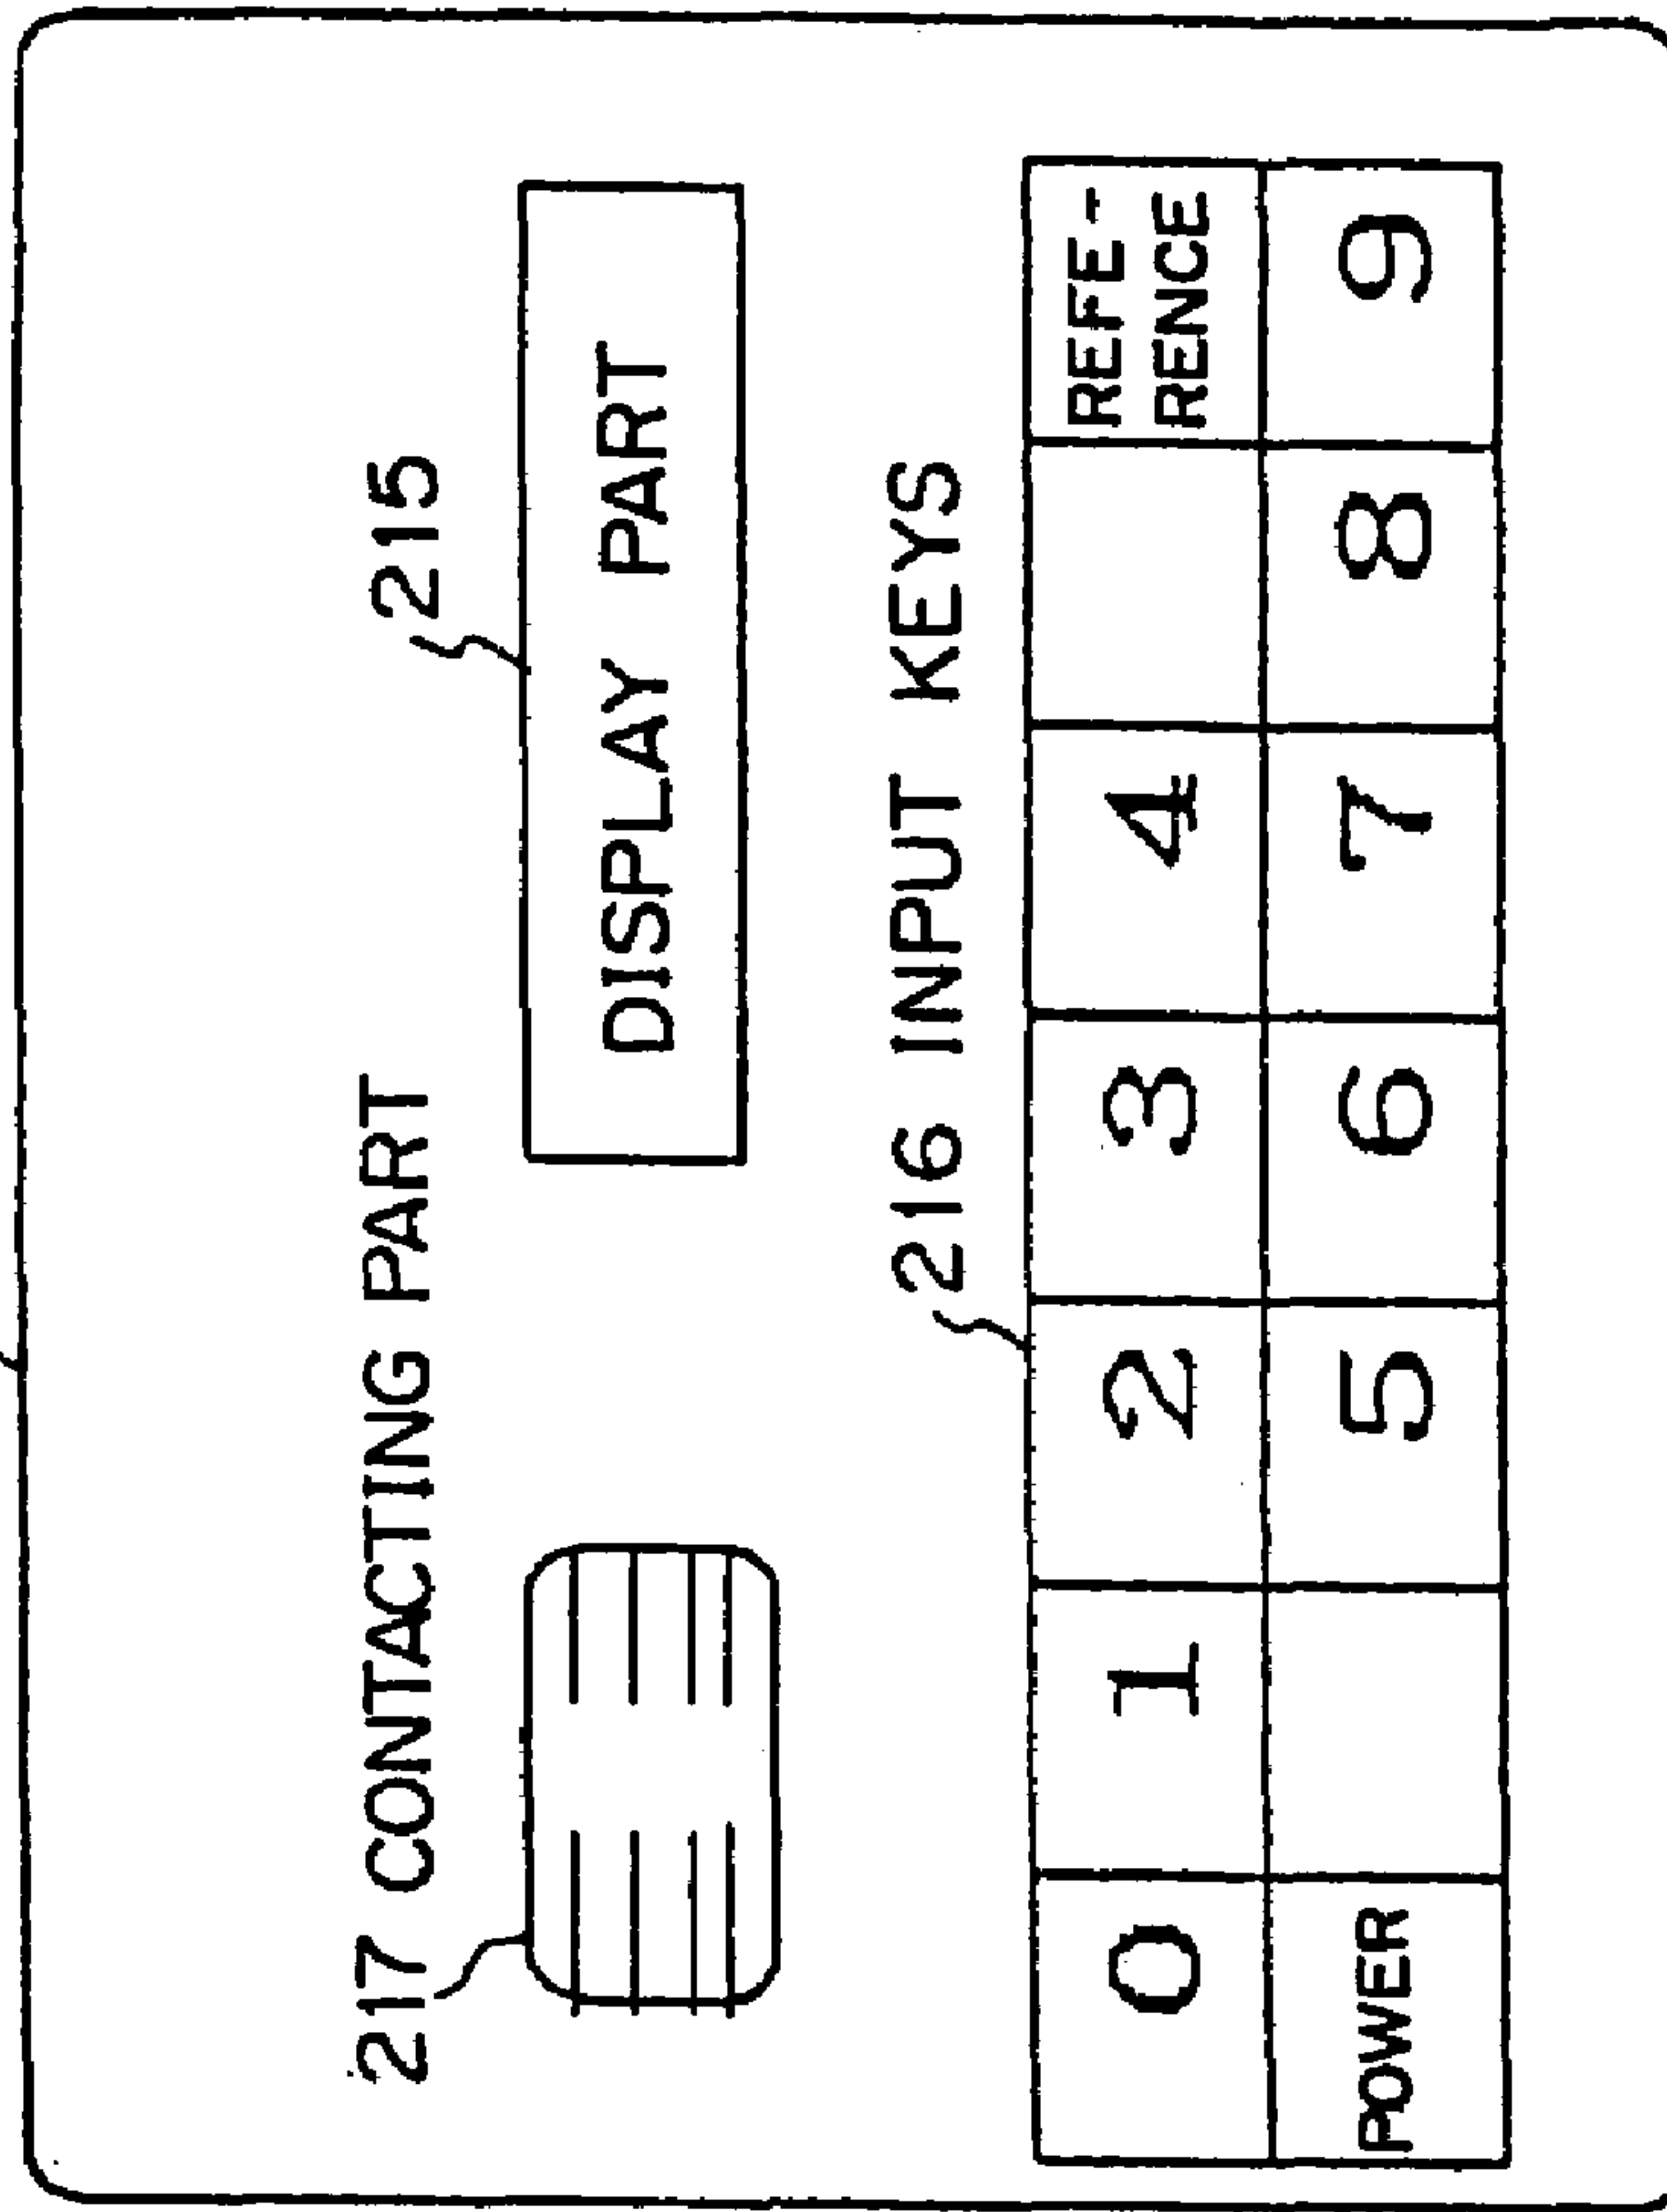 217 CONTACTING PART
215
DISPLAY PART
216 INPUT KEYS
0 1 2 3 4 REFE-
RENCE
POWER 5 6 7 8 9